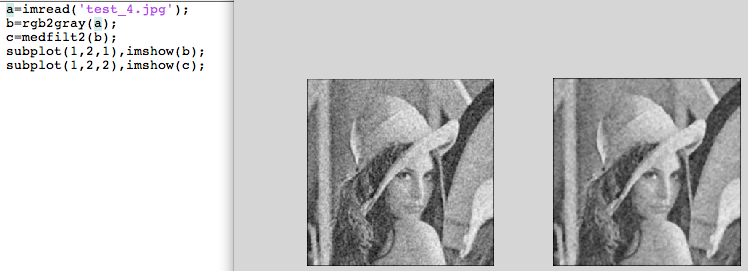 a=imread('test_4.jpg');
b=rgb2gray(a);
c=medfilt2(b);
subplot(1,2,1),imshow(b);
subplot(1,2,2),imshow(c);